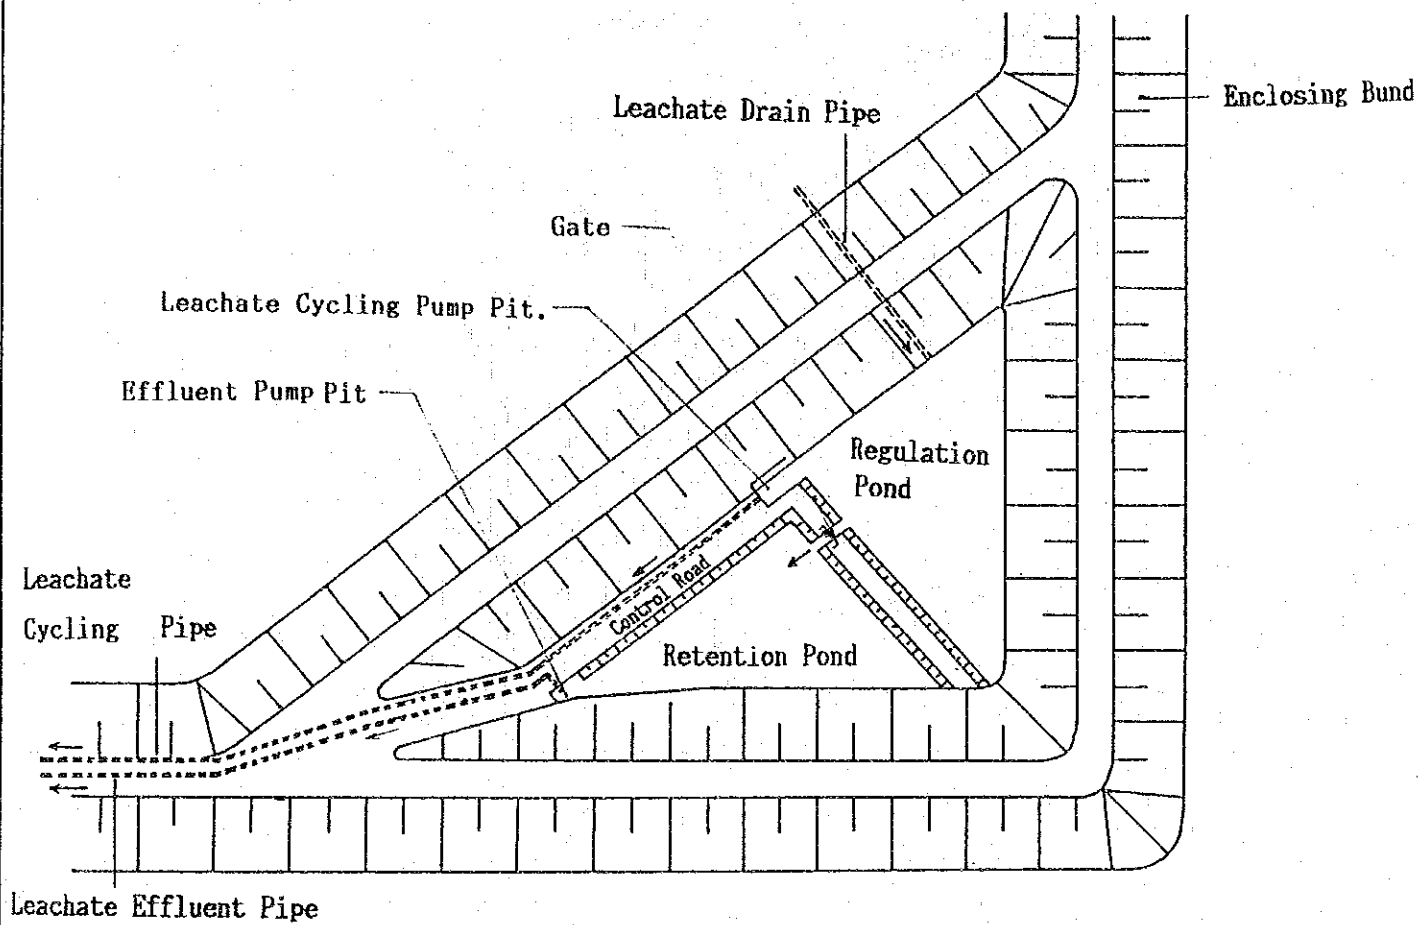 Enclosing Bund
Leachate Drain Pipe
Gate
Leachate Cycling Pump Pit.
Effluent Pump Pit
Regulation
Pond
Control Road
Leachate
Cycling Pipe
Retention Pond
Leachate Effluent Pipe